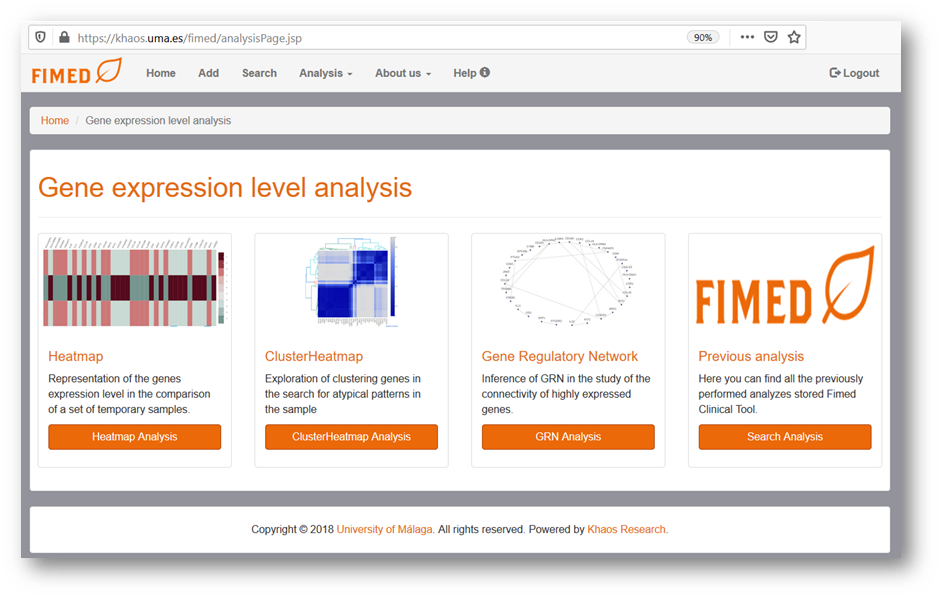 https://khaos.uma.es/fimed/analysisPage.jsp
90%
FIMED
Home
Add
Search
Analysis
About us
Help
Logout
Home / Gene expression level analysis
Gene expression level analysis
FIMED
Heatmap
Representation of the genes
expression level in the comparison
of a set of temporary samples.
Heatmap Analysis
ClusterHeatmap
Exploration of clustering genes in
the search for atypical patterns in
the sample
ClusterHeatmap Analysis
Gene Regulatory Network
Inference of GRN in the study of the
connectivity of highly expressed
genes.
GRN Analysis
Previous analysis
Here you can find all the previously
performed analyzes stored Fimed
Clinical Tool.
Search Analysis
Copyright © 2018 University of Málaga. All rights reserved. Powered by Khaos Research.